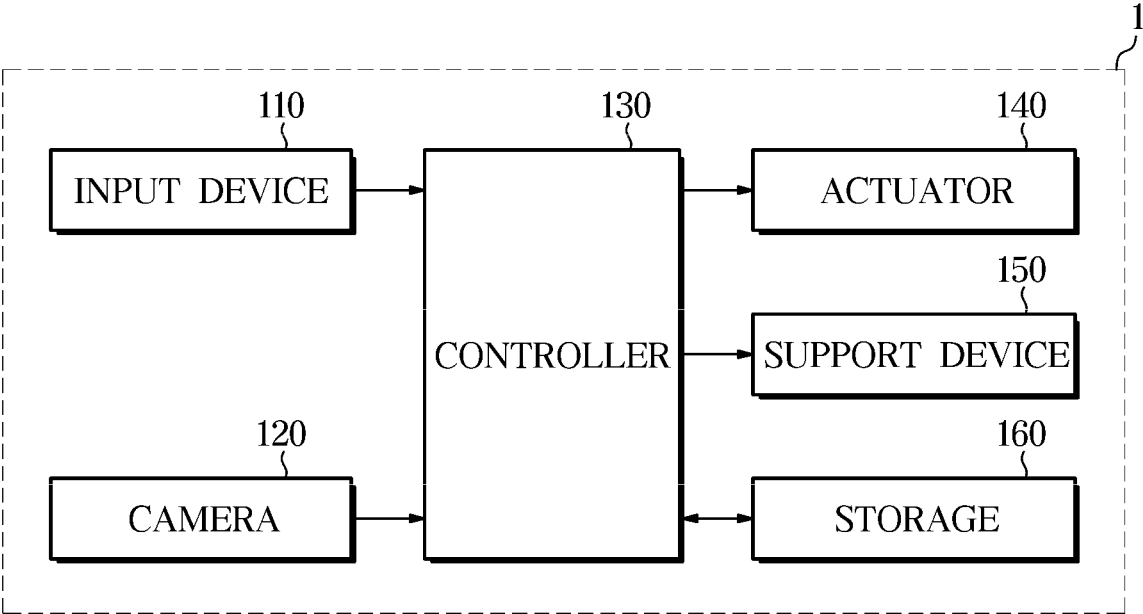 1
110
130
140
INPUT DEVICE
ACTUATOR
150
CONTROLLER
SUPPORT DEVICE
120
160
CAMERA
STORAGE